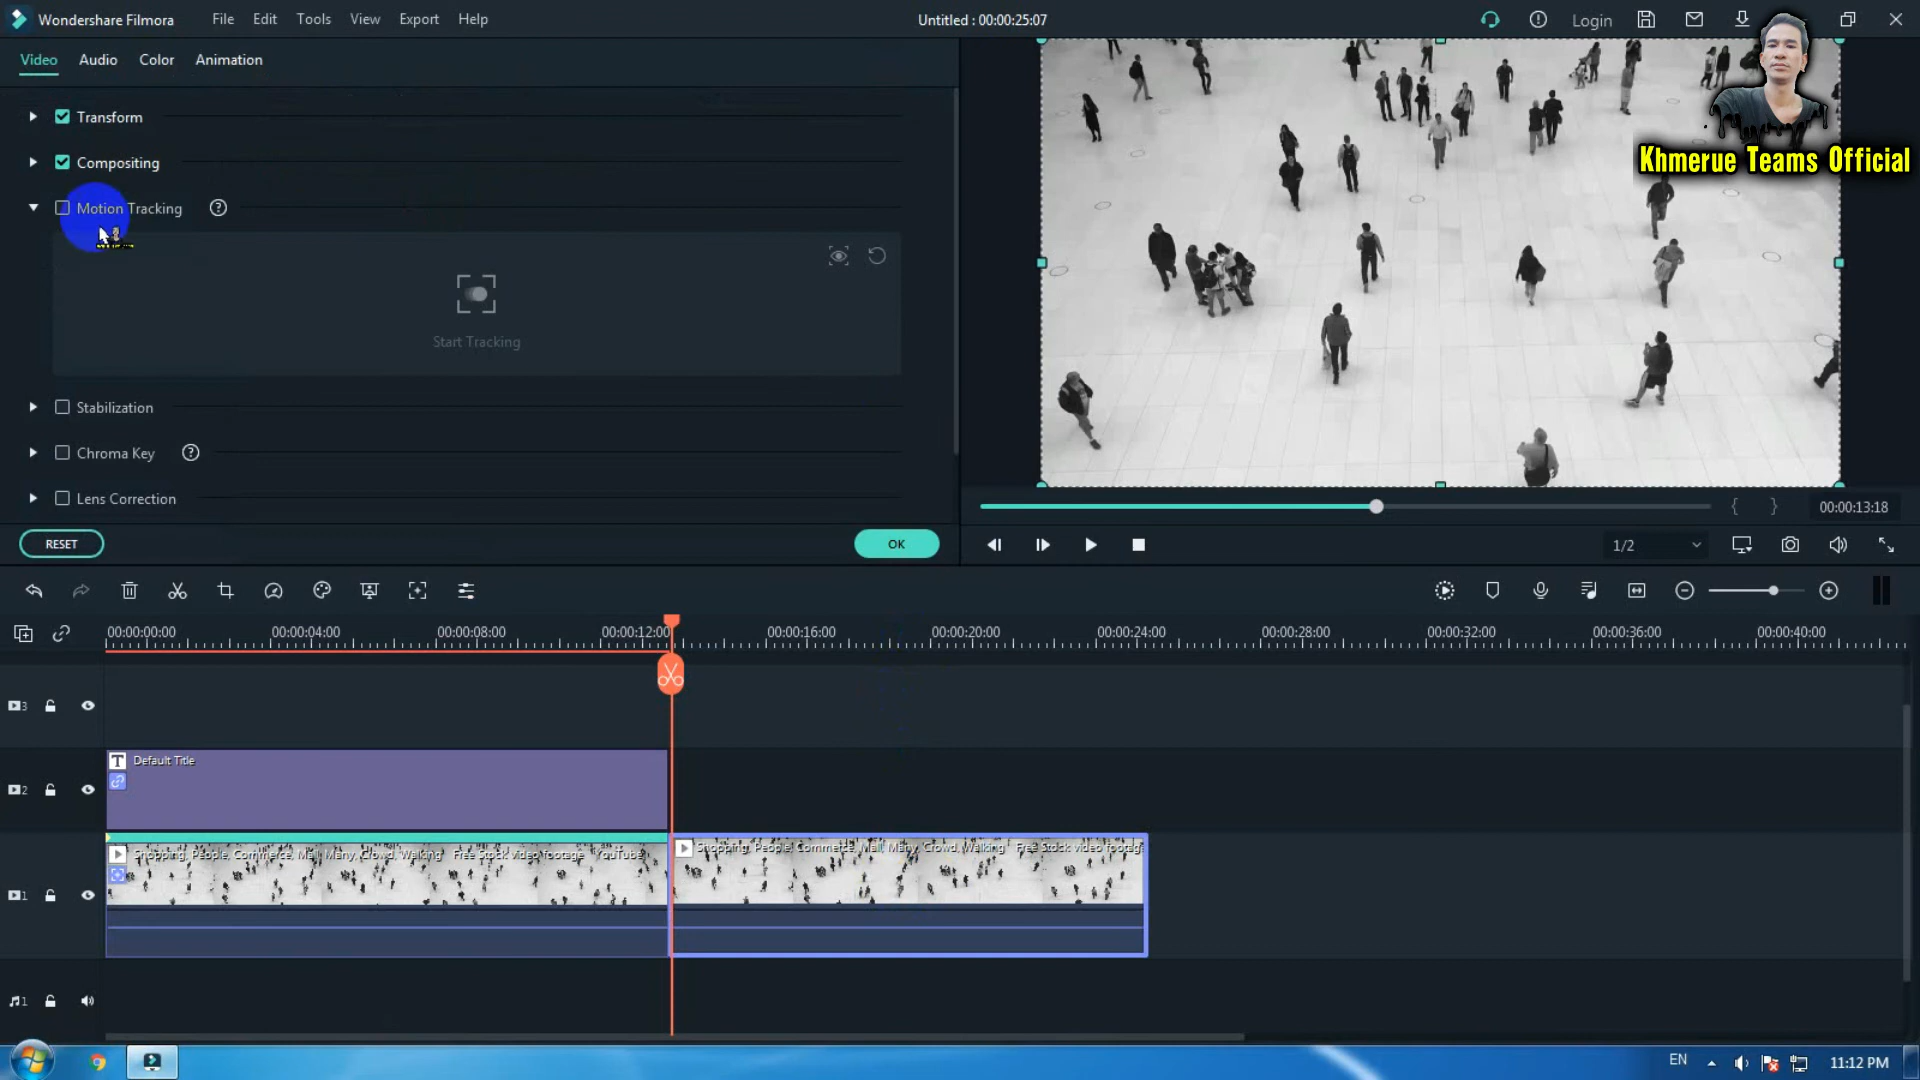 Wondershare Filmora
File
Edit
Tools
View
Export
Help
Untitled : 00:00:25:07
Login
Video
Audio
Color
Animation
Transform
Compositing
Motion Tracking
Start Tracking
Stabilization
Chroma Key
Lens Correction
RESET
OK
Khmerue Teams Official
00:00:13:18
1/2
00:00:00:00
00:00:04:00
00:00:08:00
00:00:12:00
00:00:16:00
00:00:20:00
00:00:24:00
00:00:28:00
00:00:32:00
00:00:36:00
00:00:40:00
3
Default Title
2
Shopping, People, Commerce, Mall, Many, Crowd, Walking Free Stock video footage YouTube
Shopping, People, Commerce, Mall, Many, Crowd, Walking Free Stock video footage
1
1
EN
11:12 PM